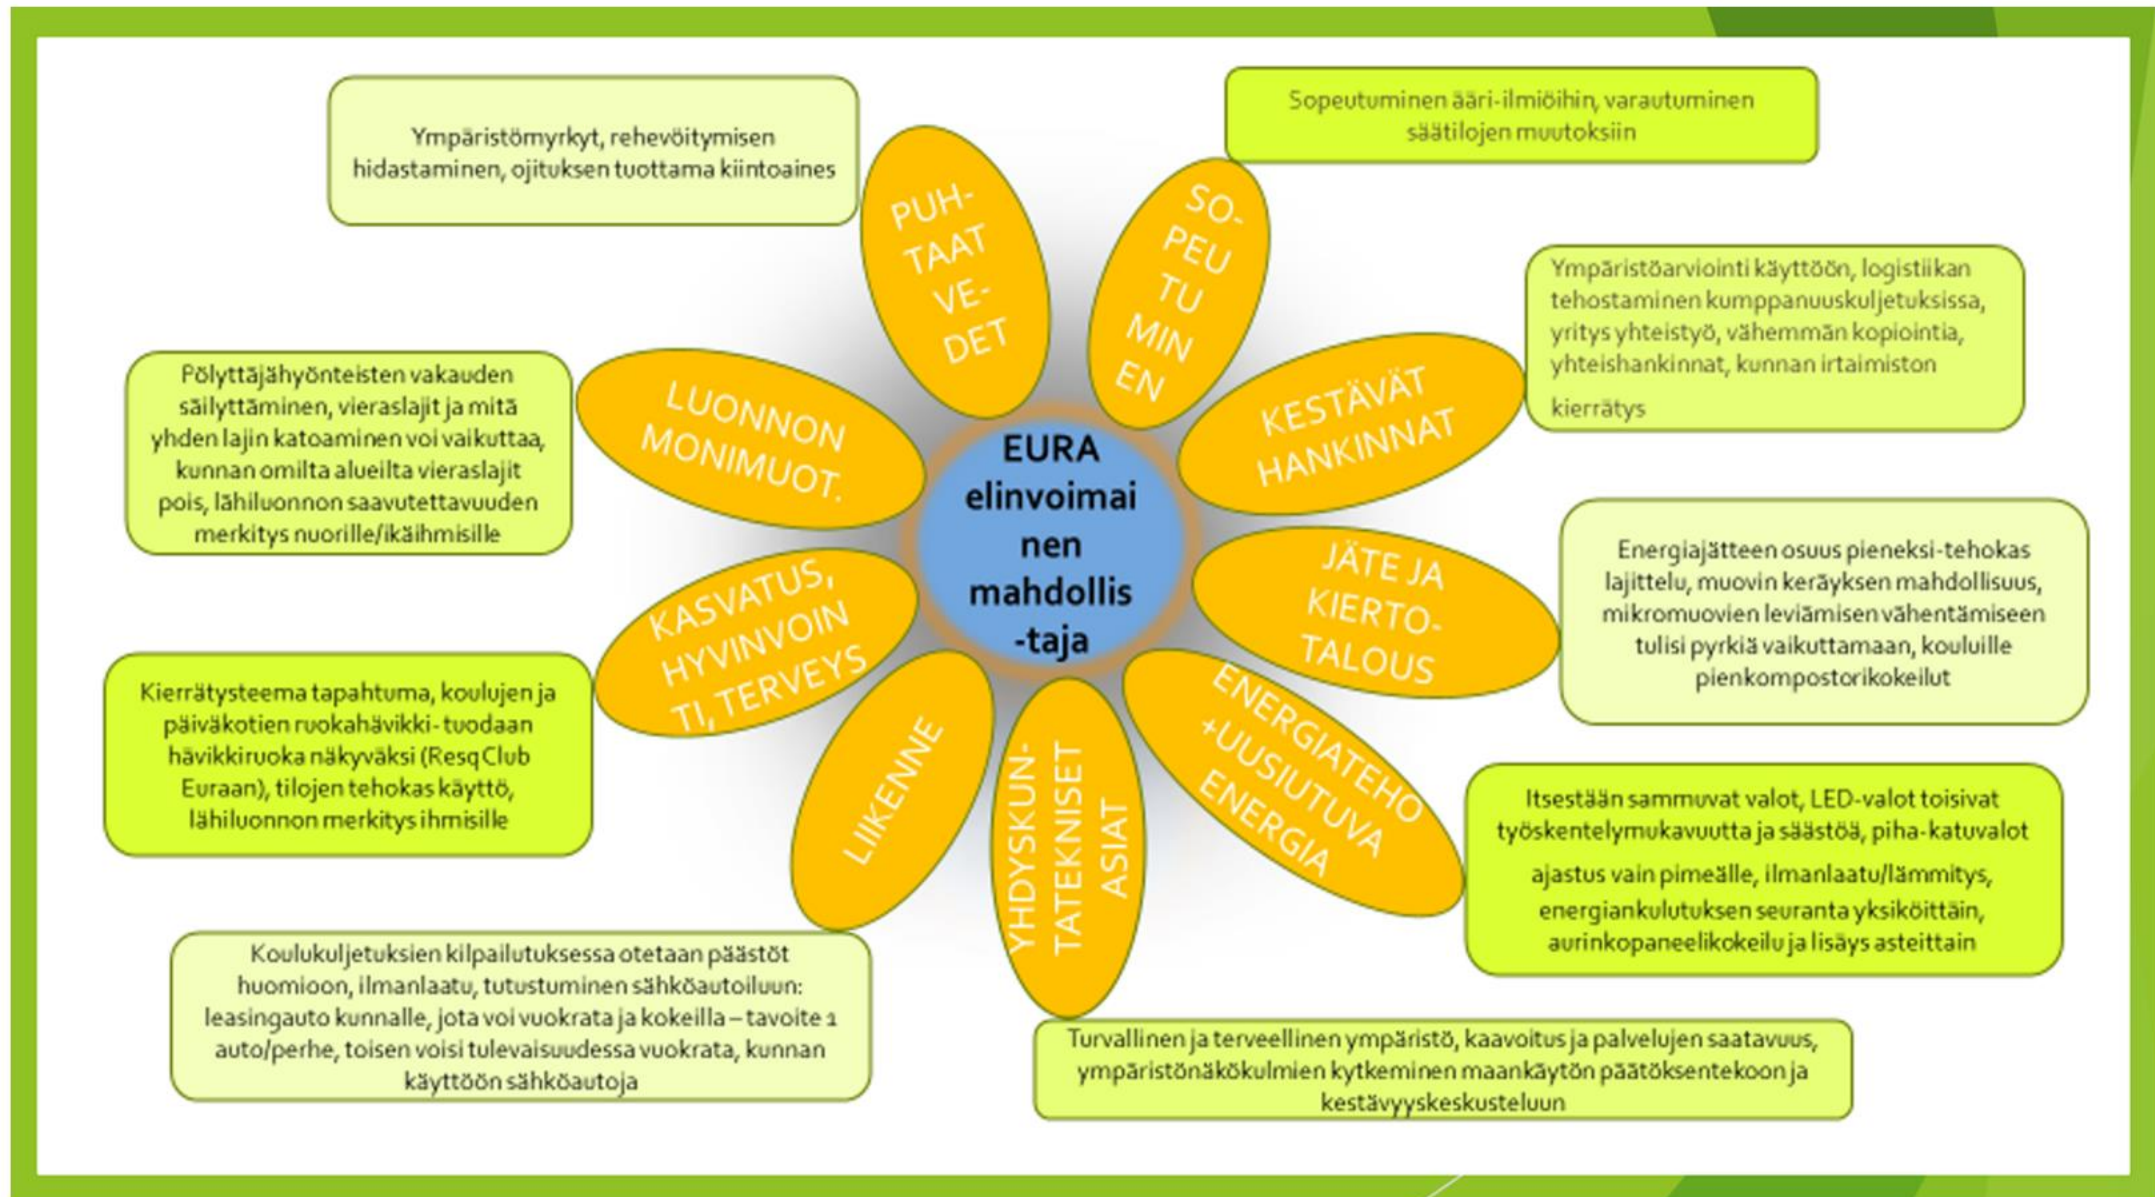 Ympäristömyrkyt, rehevöitymisen
hidastaminen, ojituksen tuottama kiintoaines
Sopeutuminen ääri-ilmiöihin, varautuminen
säätilojen muutoksiin
PUH-
TAAT
VE-
DET
SO-
PEU
TU
MIN
EN
Ympäristöarviointi käyttöön, logistiikan
tehostaminen kumppanuuskuljetuksissa,
yritys yhteistyö, vähemmän kopiointia,
yhteishankinnat, kunnan irtaimiston
kierrätys
KESTÄVÄT
HANKINNAT
Pölyttäjähyönteisten vakauden
säilyttäminen, vieraslajit ja mitä
yhden lajin katoaminen voi vaikuttaa,
kunnan omilta alueilta vieraslajit
pois, lähiluonnon saavutettavuuden
merkitys nuorille/ikäihmisille
LUONNON
MONIMUOT.
EURA
elinvoimai
nen
mahdollis
-taja
JÄTE JA
KIERTO-
TALOUS
Energiajätteen osuus pieneksi-tehokas
lajittelu, muovin keräyksen mahdollisuus,
mikromuovien leviämisen vähentämiseen
tulisi pyrkiä vaikuttamaan, kouluille
pienkompostorikokeilut
KASVATUS,
HYVINVOIN
TI, TERVEYS
Kierrätysteema tapahtuma, koulujen ja
päiväkotien ruokahävikki- tuodaan
hävikkiruoka näkyväksi (ResqClub
Euraan), tilojen tehokas käyttö,
lähiluonnon merkitys ihmisille
LIIKENNE
YHDYSKUN-
TATEKNISET
ASIAT
ENERGIATEHO
+UUSIUTUVA
ENERGIA
Itsestään sammuvat valot, LED-valot toisivat
työskentelymukavuutta ja säästöä, piha-katuvalot
ajastus vain pimeälle, ilmanlaatu/lämmitys,
energiankulutuksen seuranta yksiköittäin,
aurinkopaneelikokeilu ja lisäys asteittain
Koulukuljetuksien kilpailutuksessa otetaan päästöt
huomioon, ilmanlaatu, tutustuminen sähköautoiluun:
leasingauto kunnalle, jota voi vuokrata ja kokeilla – tavoite 1
auto/perhe, toisen voisi tulevaisuudessa vuokrata, kunnan
käyttöön sähköautoja
Turvallinen ja terveellinen ympäristö, kaavoitus ja palvelujen saatavuus,
ympäristönäkökulmien kytkeminen maankäytön päätöksentekoon ja
kestävyyskeskusteluun